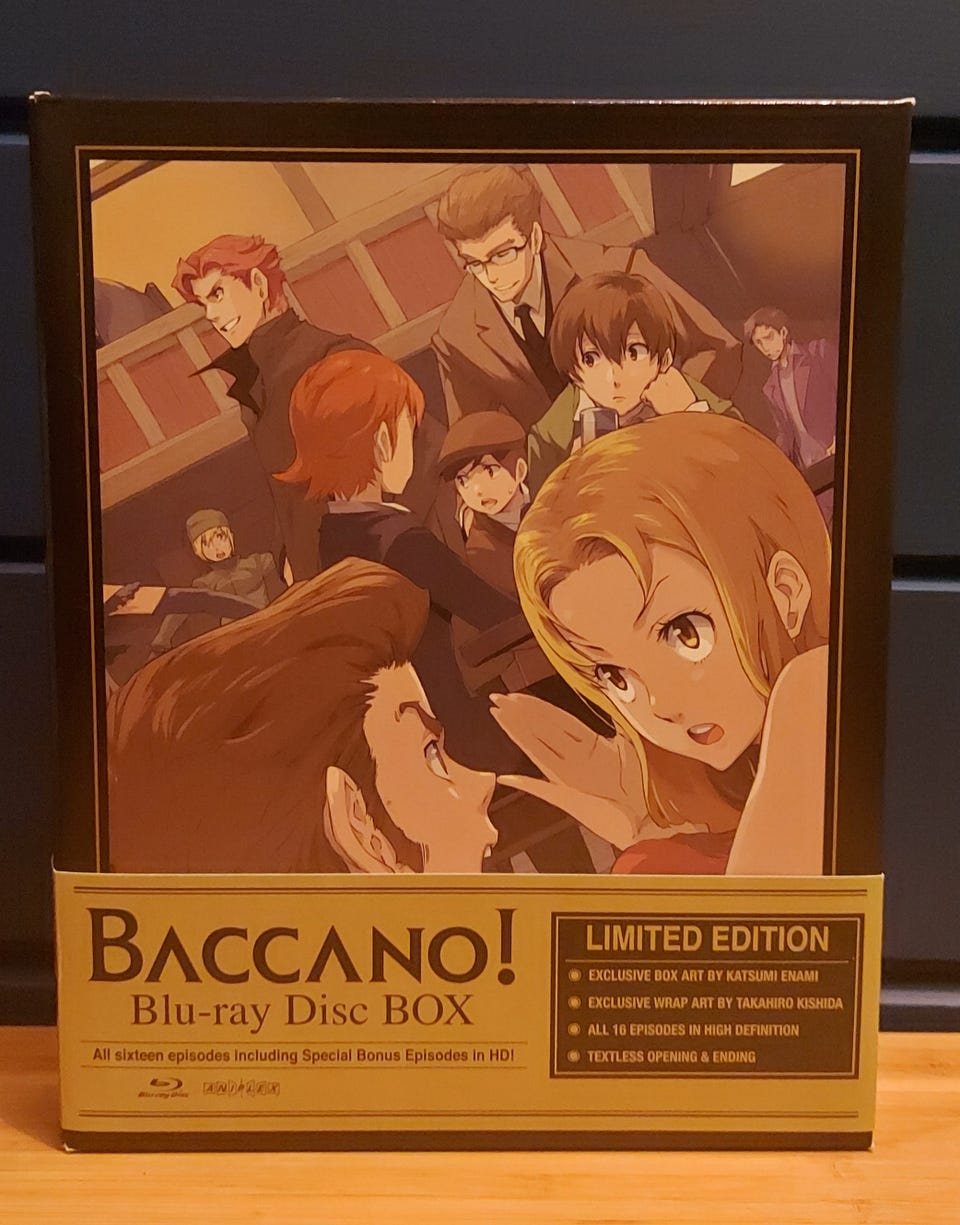 BACCANO!
Blu-ray Disc BOX
All sixteen episodes including Special Bonus Episodes in HD!
Blu-ray Disc
ANIPLEX
LIMITED EDITION
EXCLUSIVE BOX ART BY KATSUMI ENAMI
EXCLUSIVE WRAP ART BY TAKAHIRO KISHIDA
ALL 16 EPISODES IN HIGH DEFINITION
TEXTLESS OPENING & ENDING